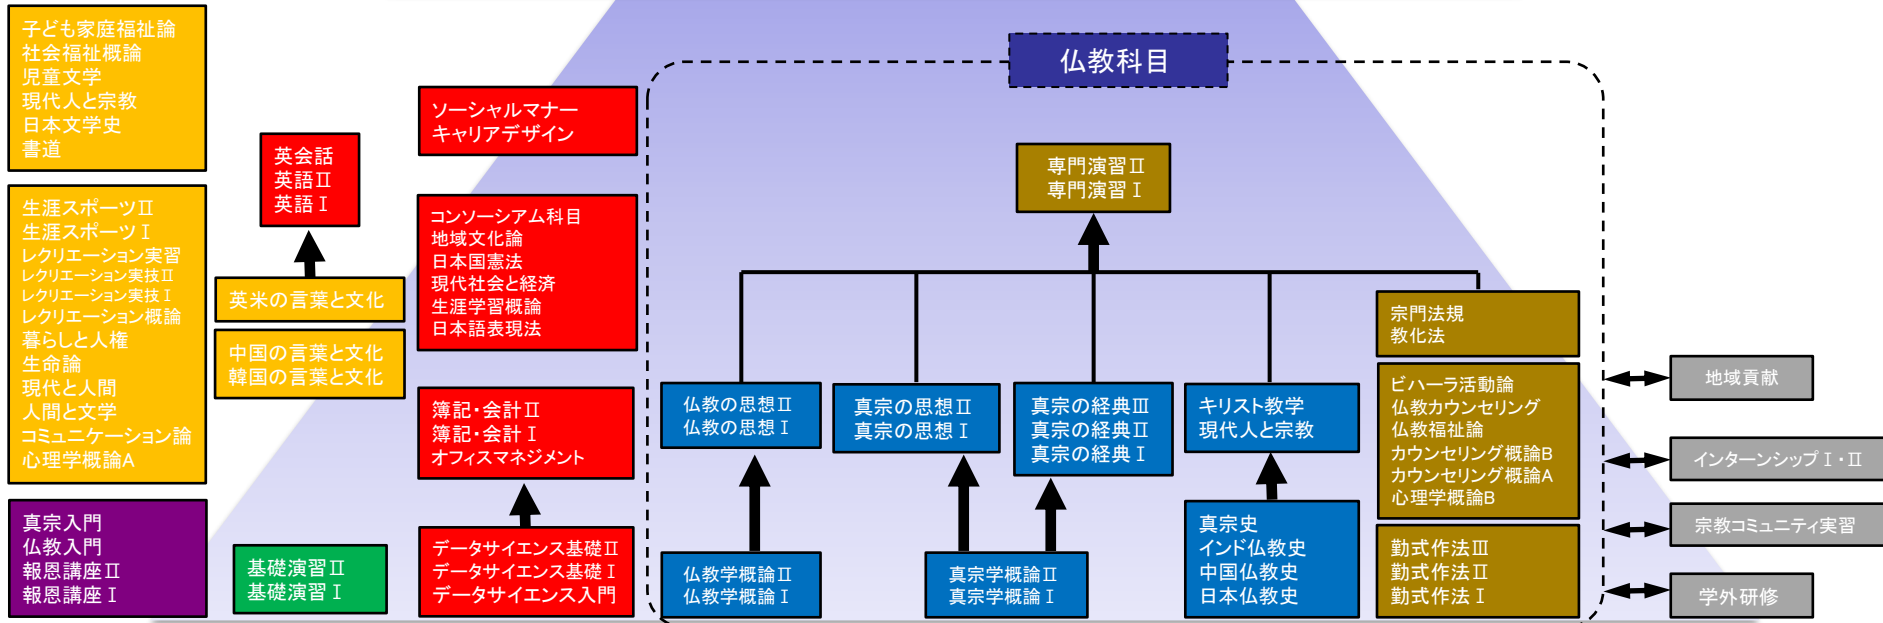 子ども家庭福祉論
社会福祉概論
児童文学
現代人と宗教
日本文学史
書道
生涯スポーツⅡ
生涯スポーツⅠ
レクリエーション実習
レクリエーション実技Ⅱ
レクリエーション実技Ⅰ
レクリエーション概論
暮らしと人権
生命論
現代と人間
人間と文学
コミュニケーション論
心理学概論A
真宗入門
仏教入門
報恩講座Ⅱ
報恩講座Ⅰ
英会話
英語Ⅱ
英語Ⅰ
英米の言葉と文化
中国の言葉と文化
韓国の言葉と文化
基礎演習Ⅱ
基礎演習Ⅰ
ソーシャルマナー
キャリアデザイン
コンソーシアム科目
地域文化論
日本国憲法
現代社会と経済
生涯学習概論
日本語表現法
簿記・会計Ⅱ
簿記・会計Ⅰ
オフィスマネジメント
データサイエンス基礎Ⅱ
データサイエンス基礎Ⅰ
データサイエンス入門
仏教科目
専門演習Ⅱ
専門演習Ⅰ
仏教の思想Ⅱ
仏教の思想Ⅰ
真宗の思想Ⅱ
真宗の思想Ⅰ
真宗の経典Ⅲ
真宗の経典Ⅱ
真宗の経典Ⅰ
キリスト教学
現代人と宗教
仏教学概論Ⅱ
仏教学概論Ⅰ
真宗学概論Ⅱ
真宗学概論Ⅰ
真宗史
インド仏教史
中国仏教史
日本仏教史
宗門法規
教化法
ビハーラ活動論
仏教カウンセリング
仏教福祉論
カウンセリング概論B
カウンセリング概論A
心理学概論B
勤式作法Ⅲ
勤式作法Ⅱ
勤式作法Ⅰ
地域貢献
インターンシップⅠ・Ⅱ
宗教コミュニティ実習
学外研修